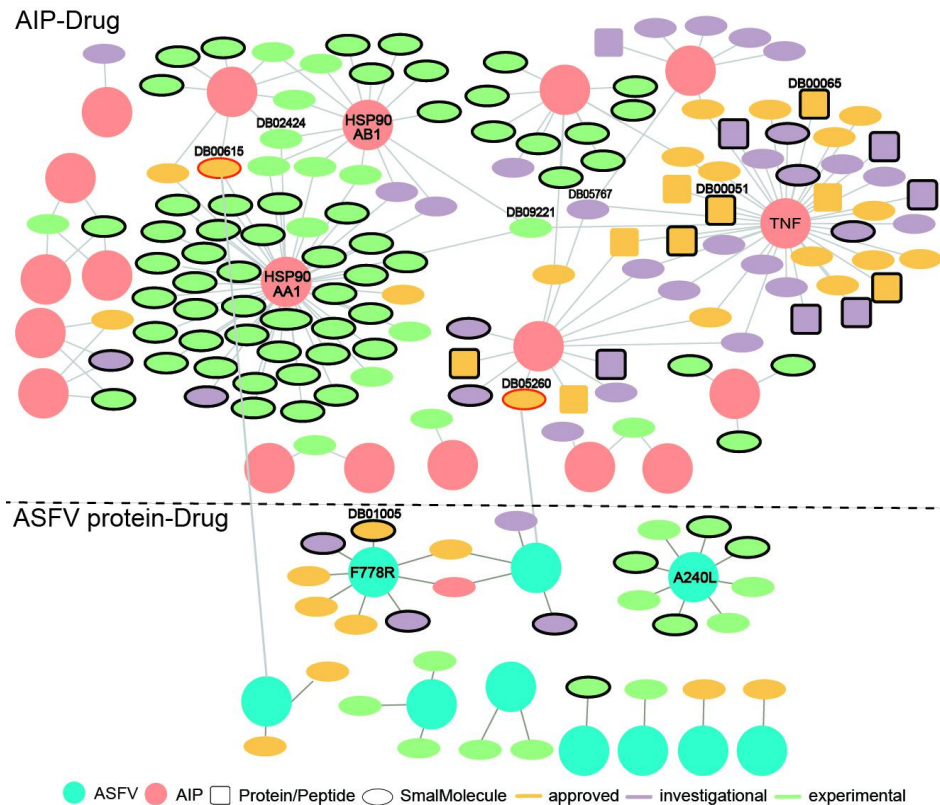 AIP-Drug
DB00065
DB02424
HSP90
AB1
DB00615
DB05767
DB00051
DB09221
TNF
HSP90
AA1
DB05260
ASFV protein-Drug
DB01005
F778R
A240L
ASFV AIP Protein/Peptide SmalMolecule approved investigational experimental